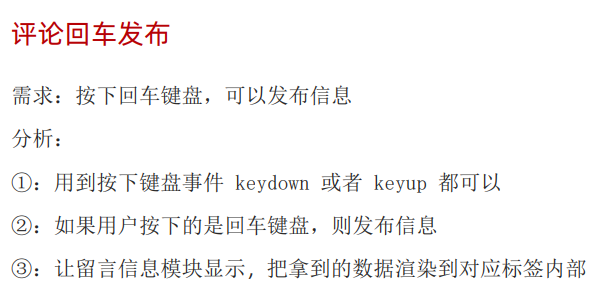 评论回车发布
需求：按下回车键盘，可以发布信息
分析：
①：用到按下键盘事件 keydown 或者 keyup 都可以
②：如果用户按下的是回车键盘，则发布信息
③：让留言信息模块显示，把拿到的数据渲染到对应标签内部